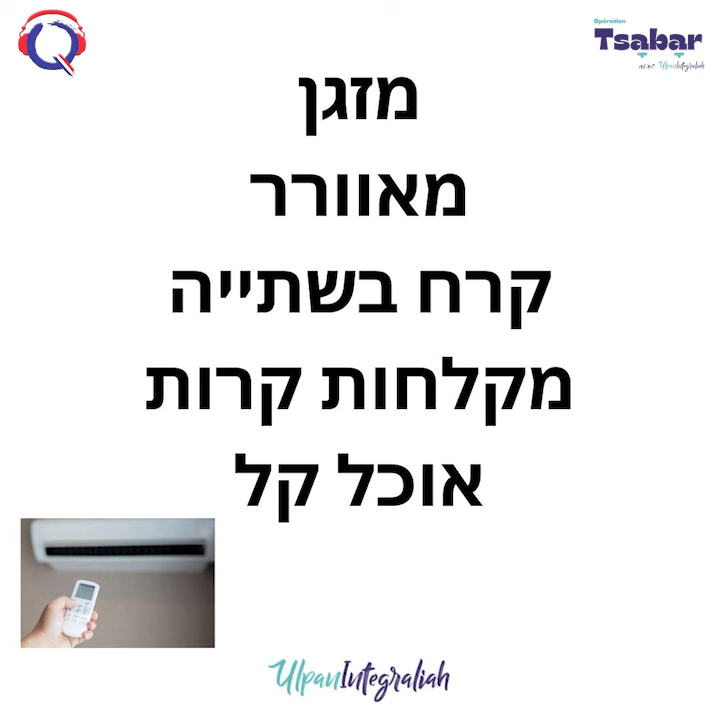 Opération
Tsabar
avec UlpanIntegraliah
מזגן
מאוורר
קרח בשתייה
מקלחות קרות
אוכל קל
UlpanIntegraliah